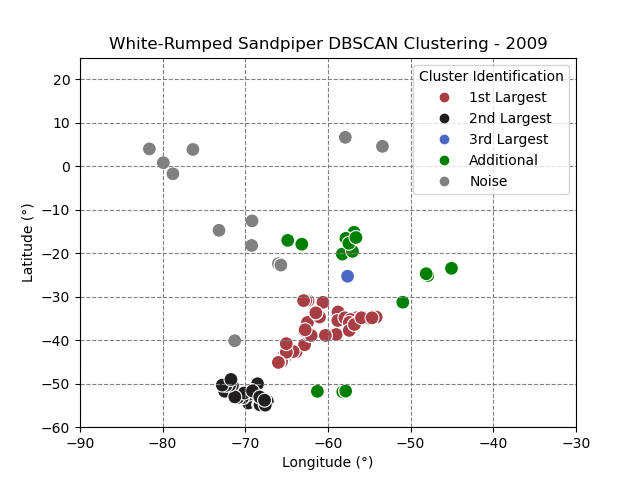 White-Rumped Sandpiper DBSCAN Clustering - 2009
Cluster Identification
1st Largest
2nd Largest
3rd Largest
Additional
Noise
20
10
0
−10
−20
−30
−40
−50
−60
Latitude (°)
−90
−80
−70
−60
−50
−40
−30
Longitude (°)